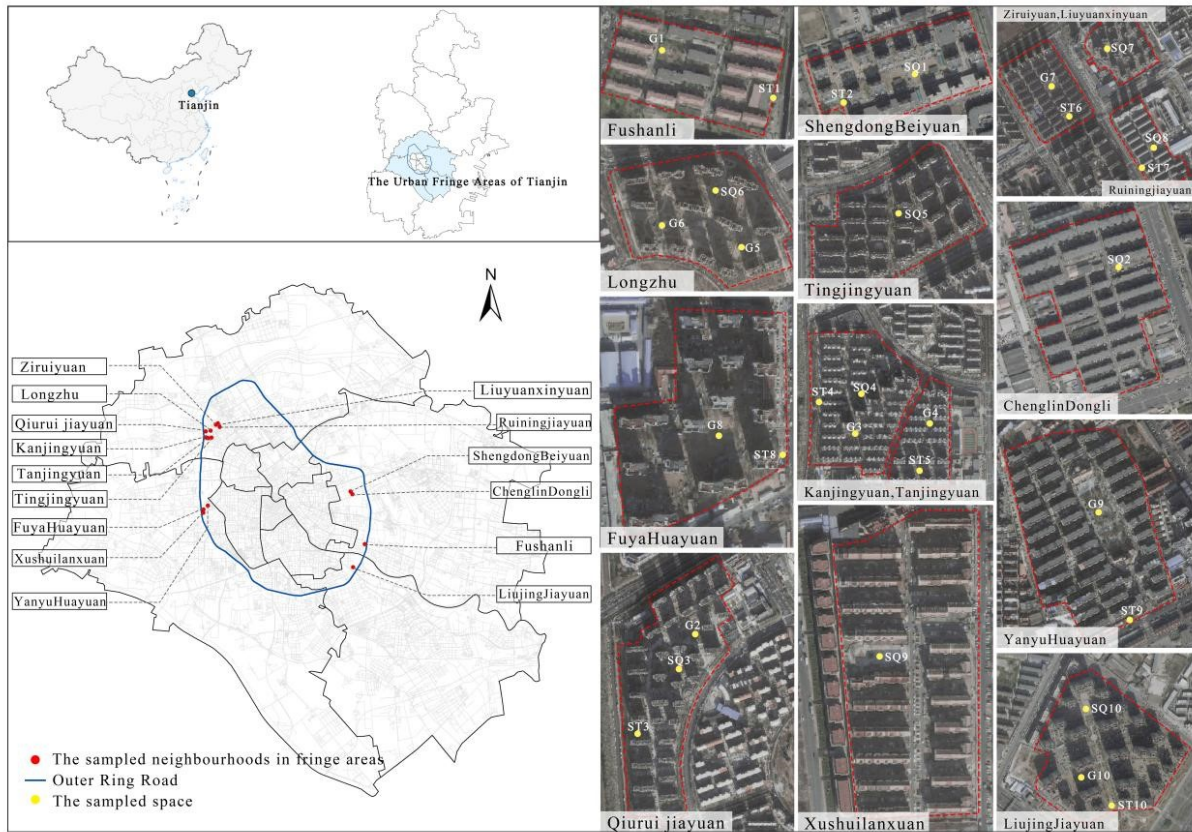 Tianjin
The Urban Fringe Areas of Tianjin
N
Ziruiyuan
Longzhu
Qiurui jiayuan
Kanjingyuan
Tanjingyuan
Tingjingyuan
FuyaHuayuan
Xushuilanxuan
YanyuHuayuan
Liuyuanxinyuan
Ruiningjiayuan
ShengdongBeiyuan
ChenglinDongli
Fushanli
LiujingJiayuan
The sampled neighbourhoods in fringe areas
Outer Ring Road
The sampled space
G1
ST1
Fushanli
SQ1
ST2
ShengdongBeiyuan
Ziruiyuan,Liuyuanxinyuan
SQ7
G7
ST6
SQ8
ST7
Ruiningjiayuan
SQ6
G6
G5
Longzhu
SQ5
Tingjingyuan
SQ2
ChenglinDongli
G8
ST8
FuyaHuayuan
ST4
SQ4
G4
G3
ST5
Kanjingyuan,Tanjingyuan
G9
ST9
YanyuHuayuan
G2
SQ3
ST3
Qiurui jiayuan
SQ9
Xushuilanxuan
SQ10
G10
ST10
LiujingJiayuan